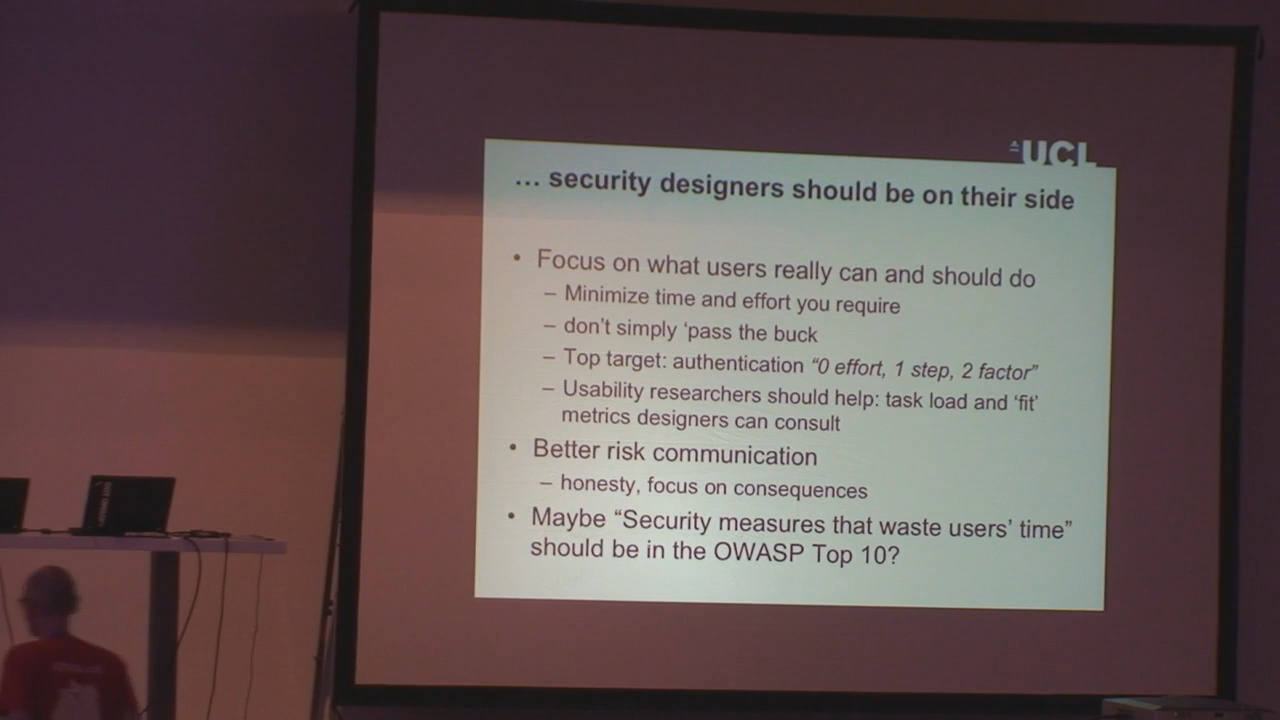 UCL
... security designers should be on their side
• Focus on what users really can and should do
– Minimize time and effort you require
– don't simply 'pass the buck
– Top target: authentication "0 effort, 1 step, 2 factor"
– Usability researchers should help: task load and 'fit'
metrics designers can consult
• Better risk communication
– honesty, focus on consequences
• Maybe "Security measures that waste users' time"
should be in the OWASP Top 10?